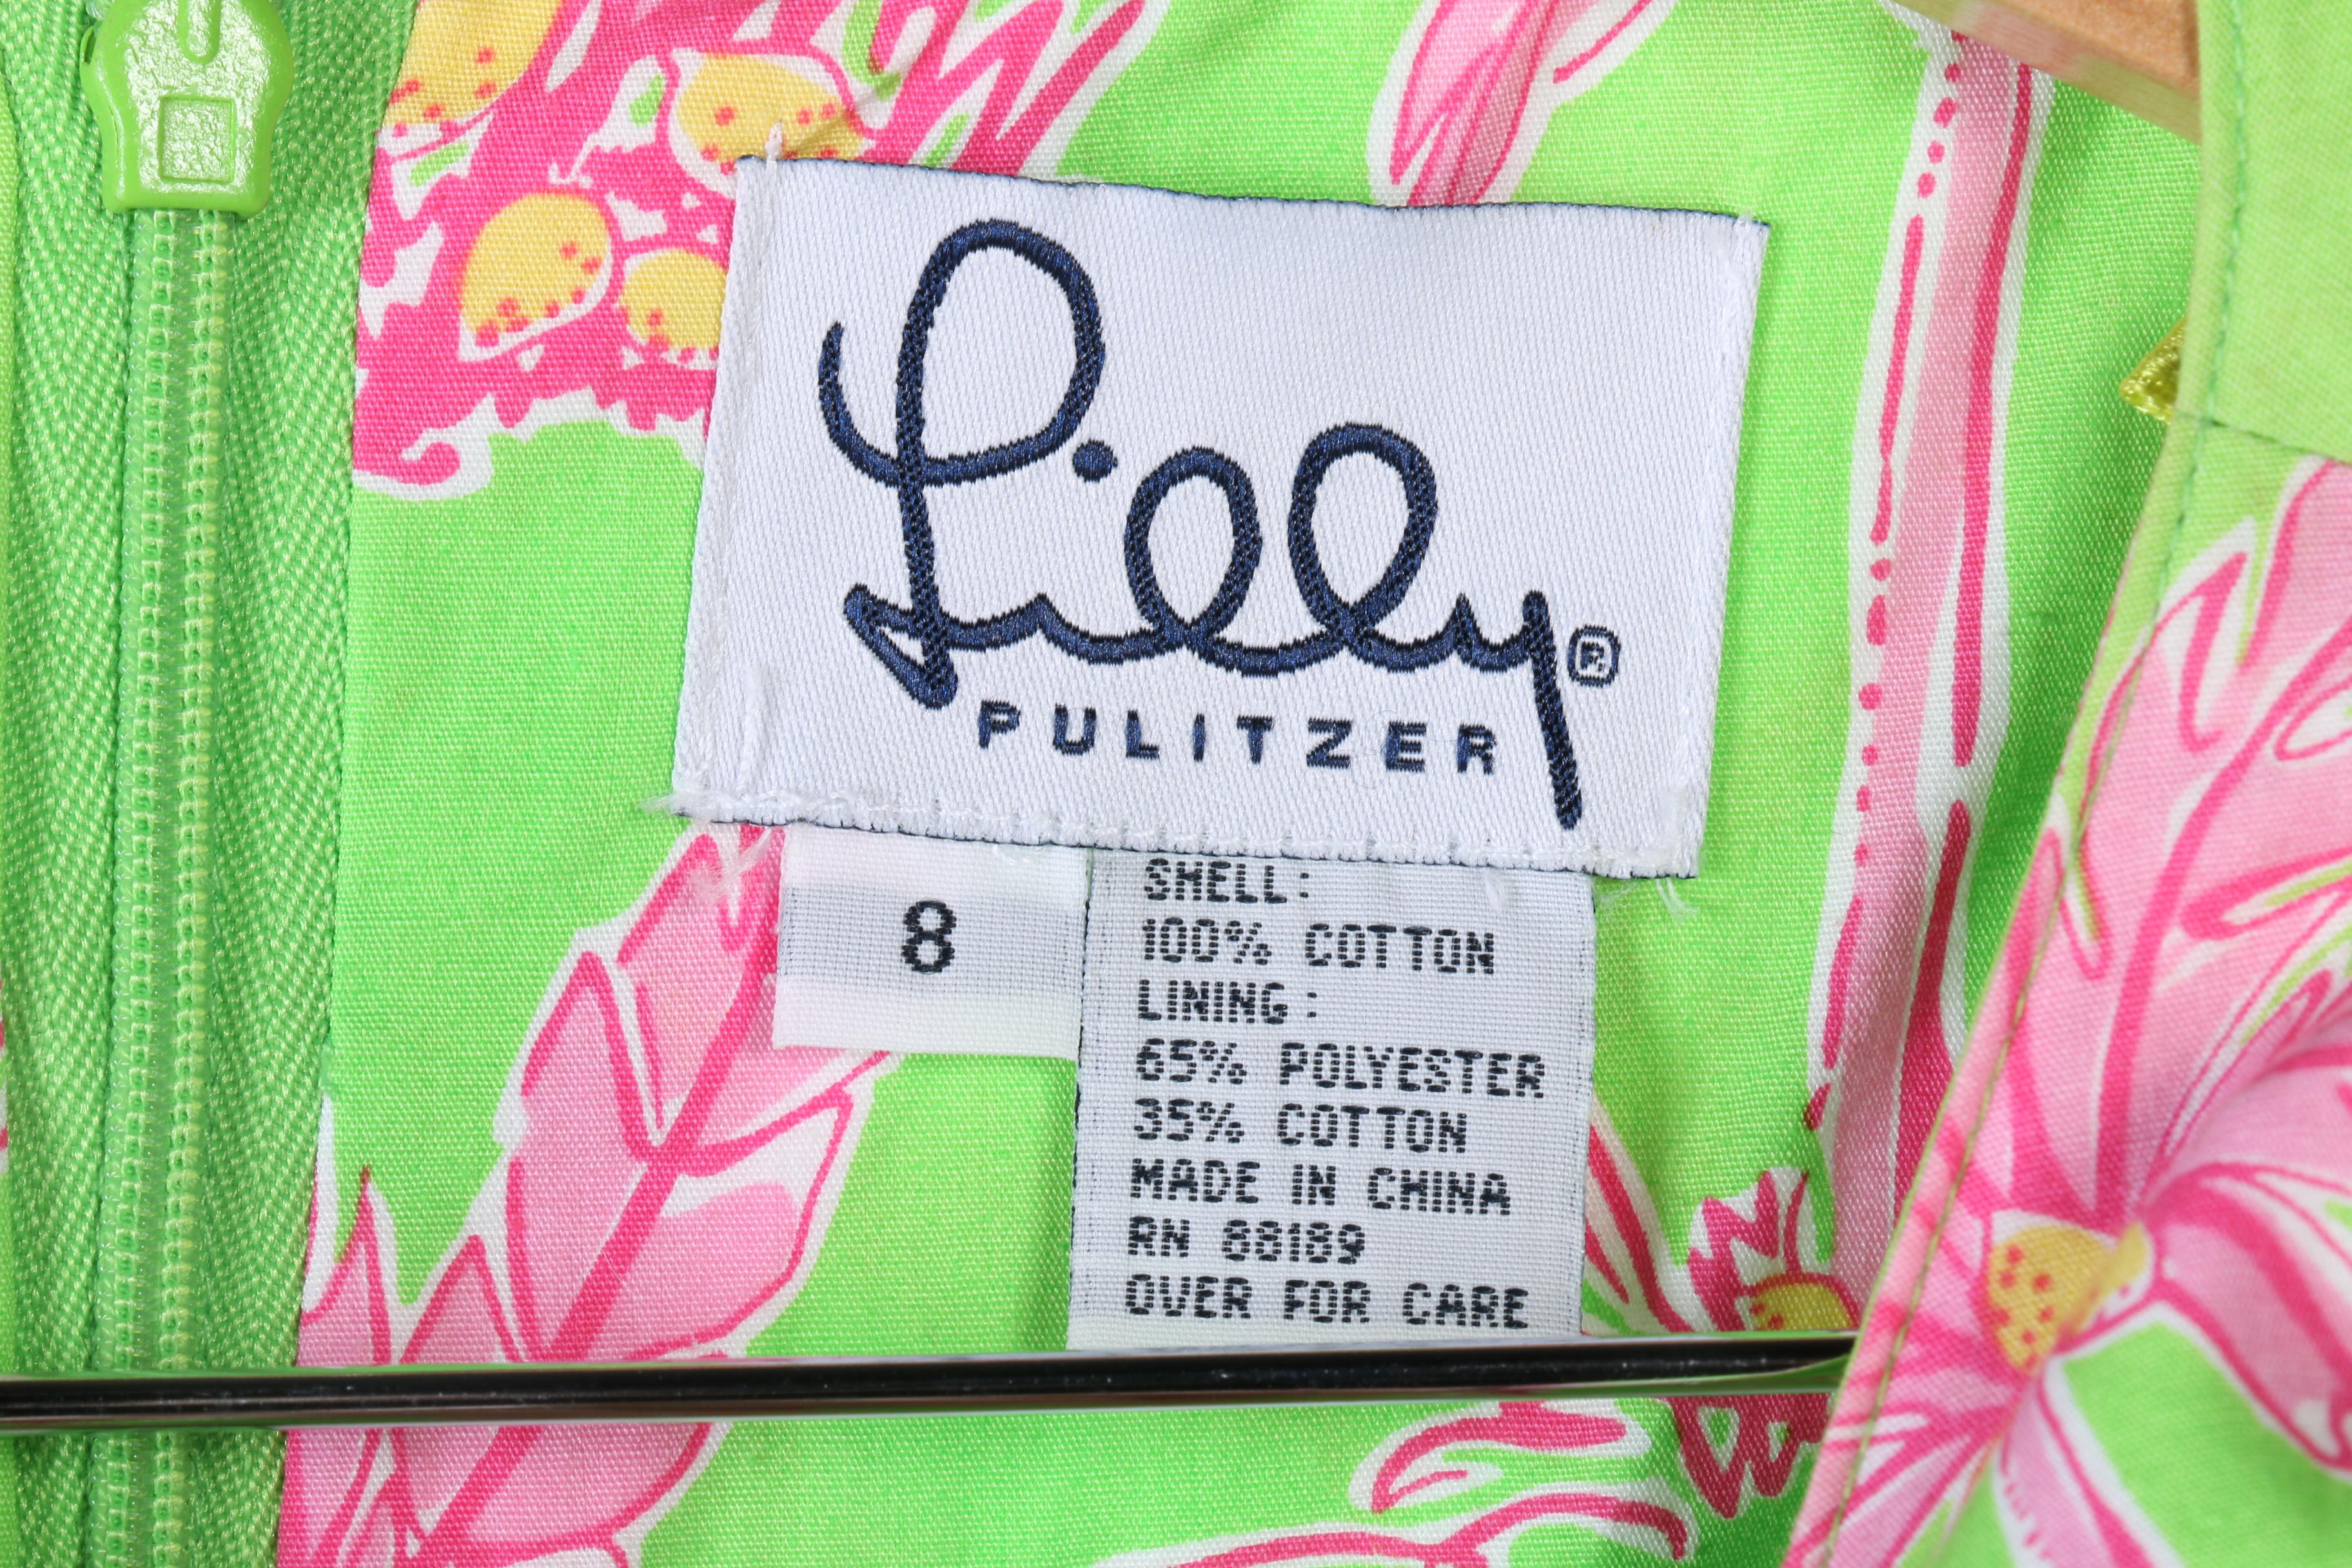 Lilly®
PULITZER
8
SHELL:
100% COTTON
LINING:
65% POLYESTER
35% COTTON
MADE IN CHINA
RN 88189
OVER FOR CARE